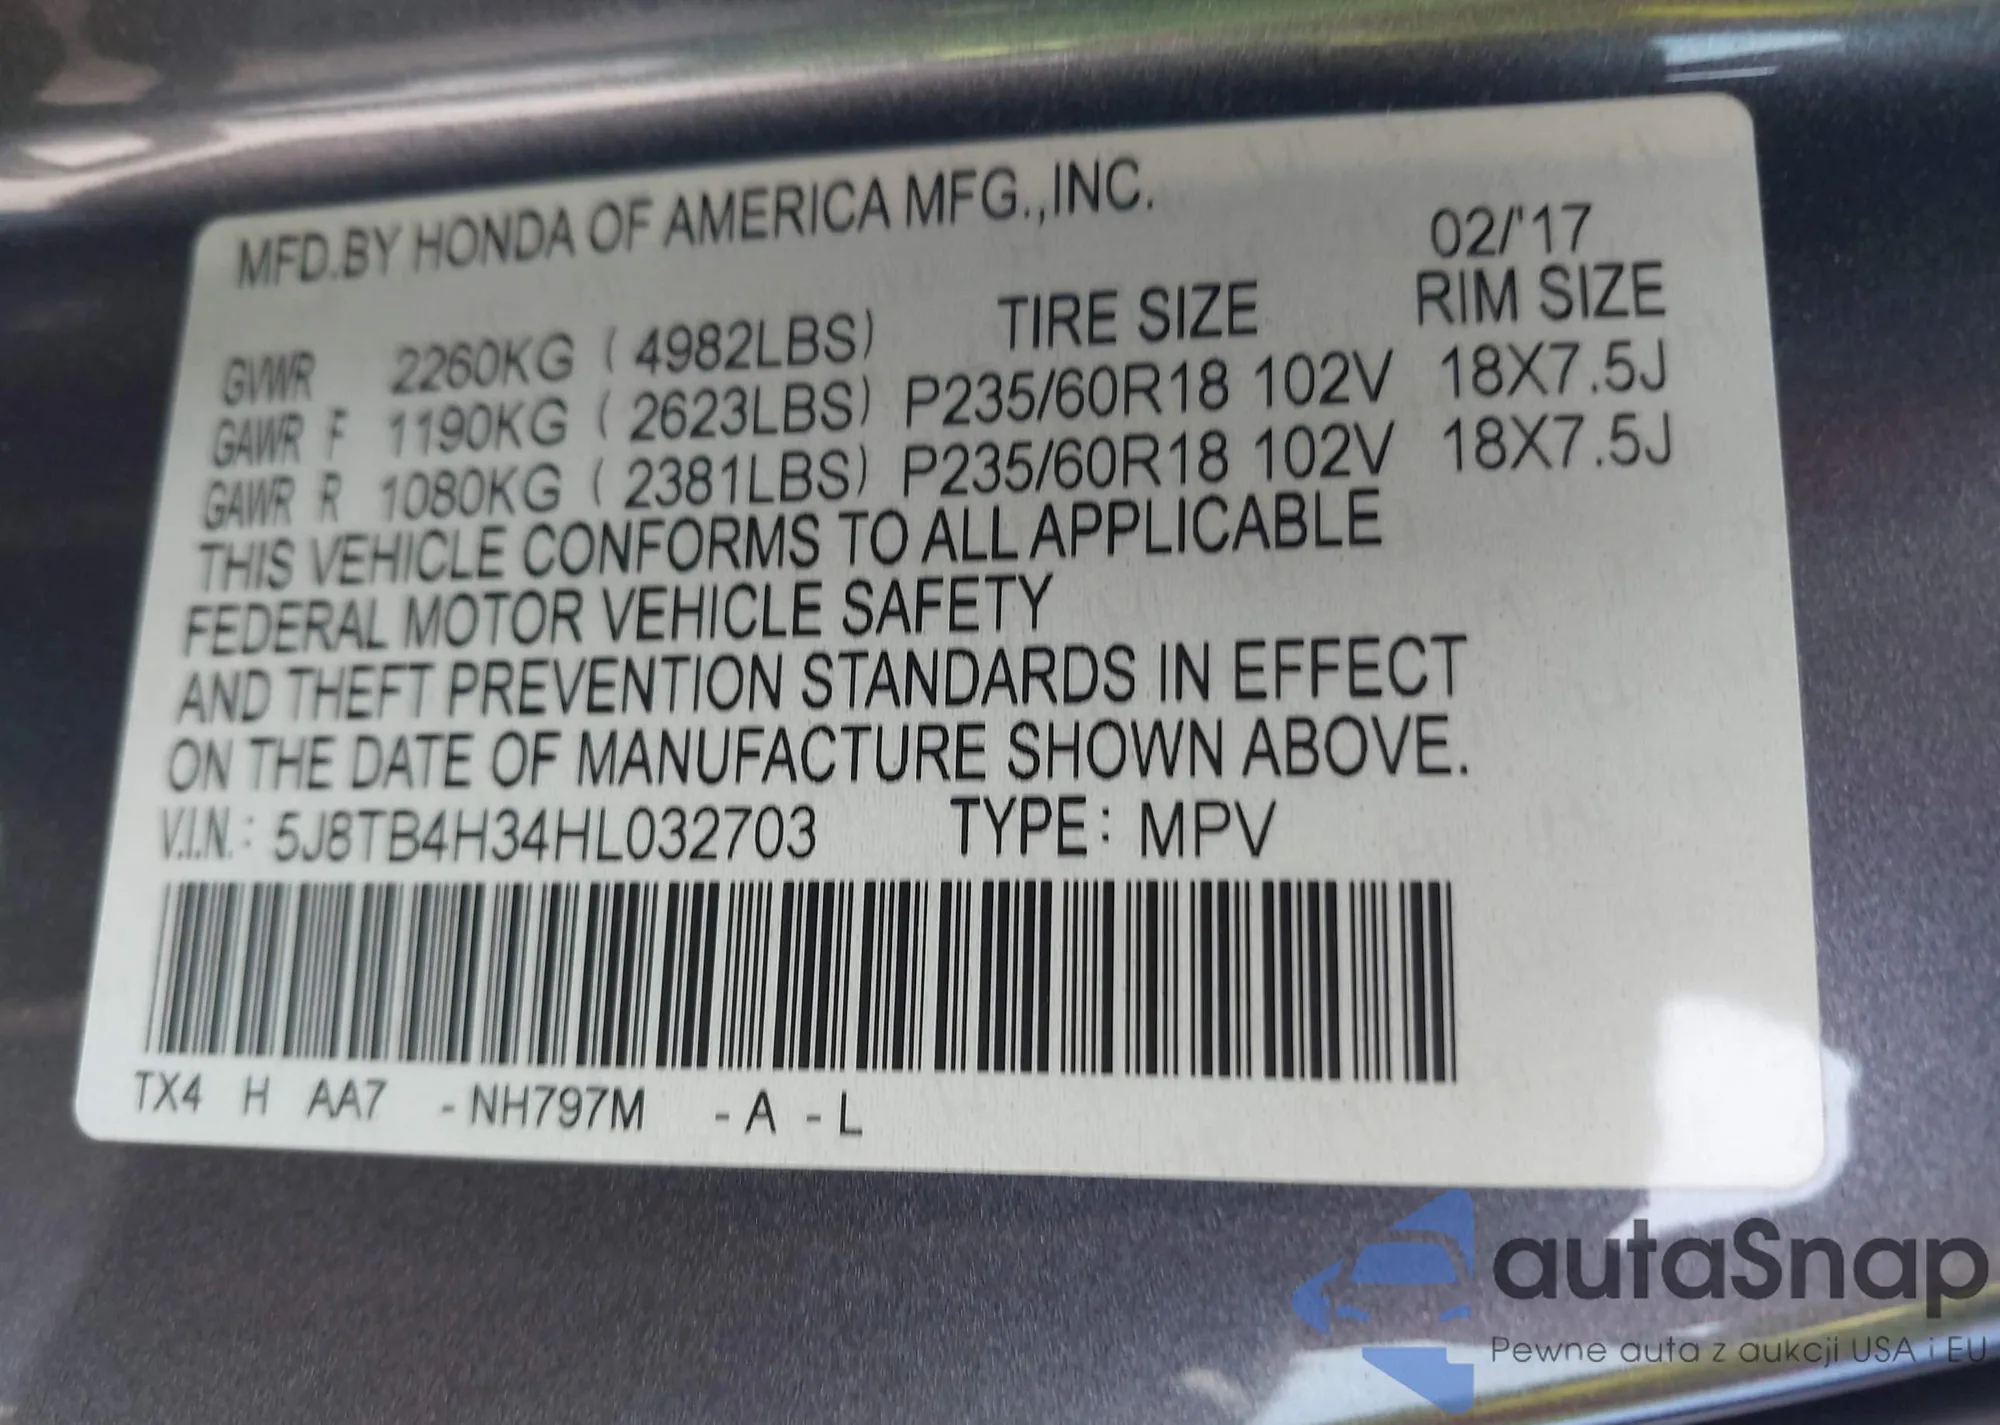 MFD.BY HONDA OF AMERICA MFG.,INC.
02/'17
TIRE SIZE RIM SIZE
GVWR 2260KG ( 4982LBS)
GAWR F 1190KG ( 2623LBS) P235/60R18 102V 18X7.5J
GAWR R 1080KG ( 2381LBS) P235/60R18 102V 18X7.5J
THIS VEHICLE CONFORMS TO ALL APPLICABLE
FEDERAL MOTOR VEHICLE SAFETY
AND THEFT PREVENTION STANDARDS IN EFFECT
ON THE DATE OF MANUFACTURE SHOWN ABOVE.
V.I.N.: 5J8TB4H34HL032703 TYPE: MPV
TX4 H AA7 -NH797M -A -L
autaSnap
Pewne auta z aukcji USA i EU